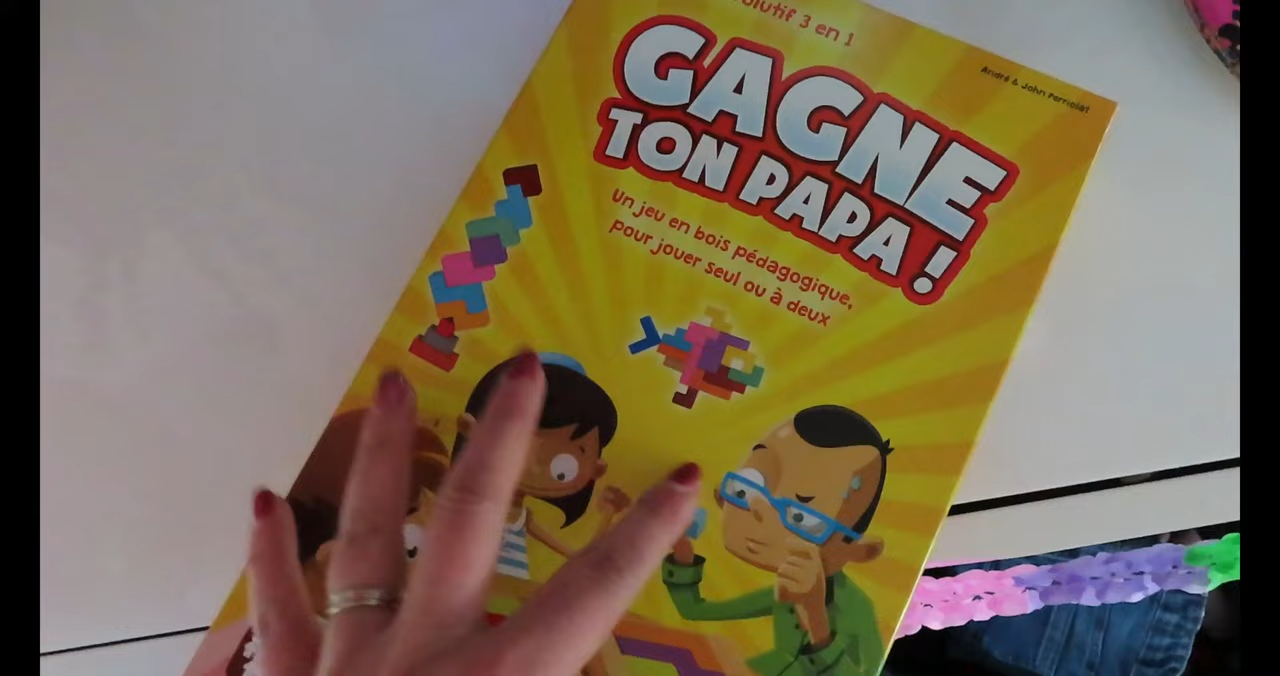 3 en 1
André & John Perriolat
GAGNE
TON PAPA !
Un jeu en bois pédagogique,
pour jouer seul ou à deux